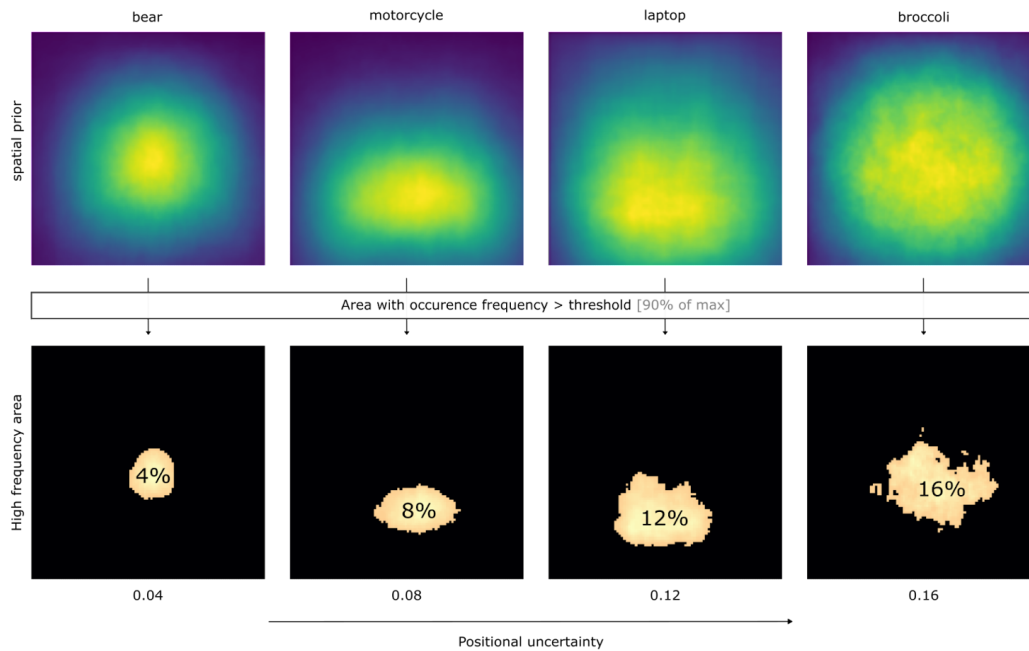 bear
motorcycle
laptop
broccoli
spatial prior
Area with occurence frequency > threshold [90% of max]
High frequency area
4%
8%
12%
16%
0.04
0.08
0.12
0.16
Positional uncertainty